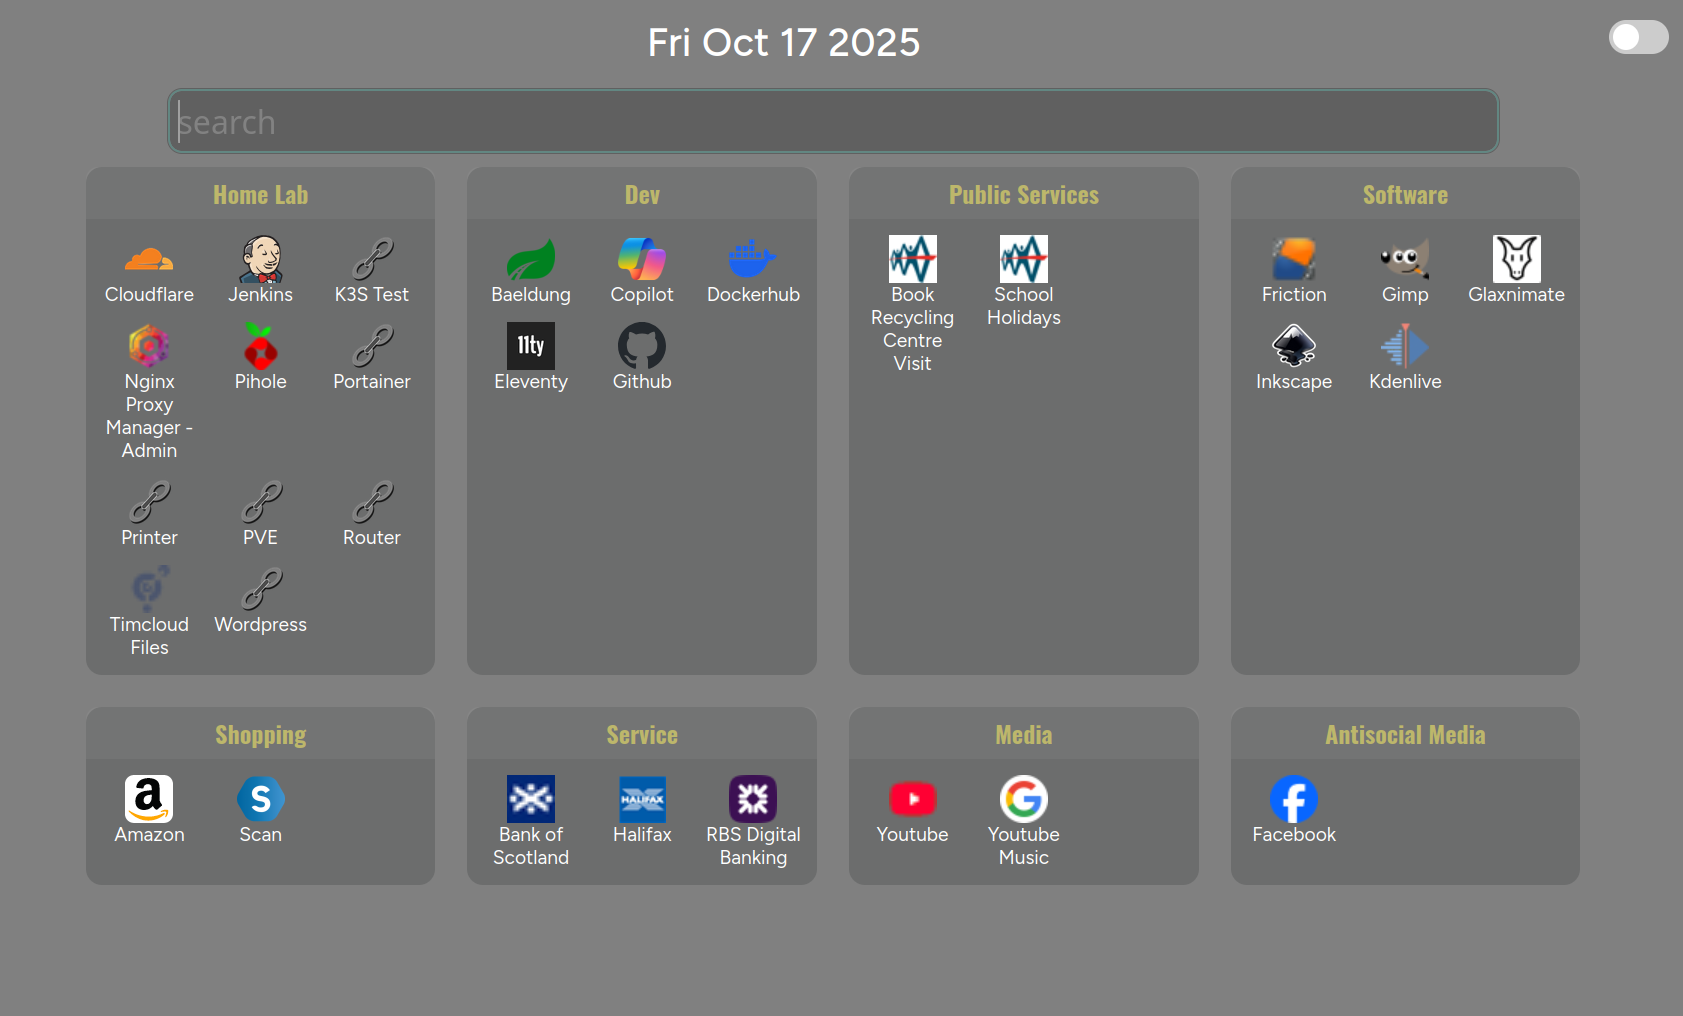 Fri Oct 17 2025
search
Home Lab
Cloudflare
Jenkins
K3S Test
Nginx
Proxy
Manager -
Admin
Pihole
Portainer
Printer
PVE
Router
Timcloud
Files
Wordpress
Dev
Baeldung
Copilot
Dockerhub
11ty
Eleventy
Github
Public Services
Book
Recycling
Centre
Visit
School
Holidays
Software
Friction
Gimp
Glaxnimate
Inkscape
Kdenlive
Shopping
a
Amazon
S
Scan
Service
Bank of
Scotland
HALIFAX
Halifax
RBS Digital
Banking
Media
Youtube
G
Youtube
Music
Antisocial Media
f
Facebook